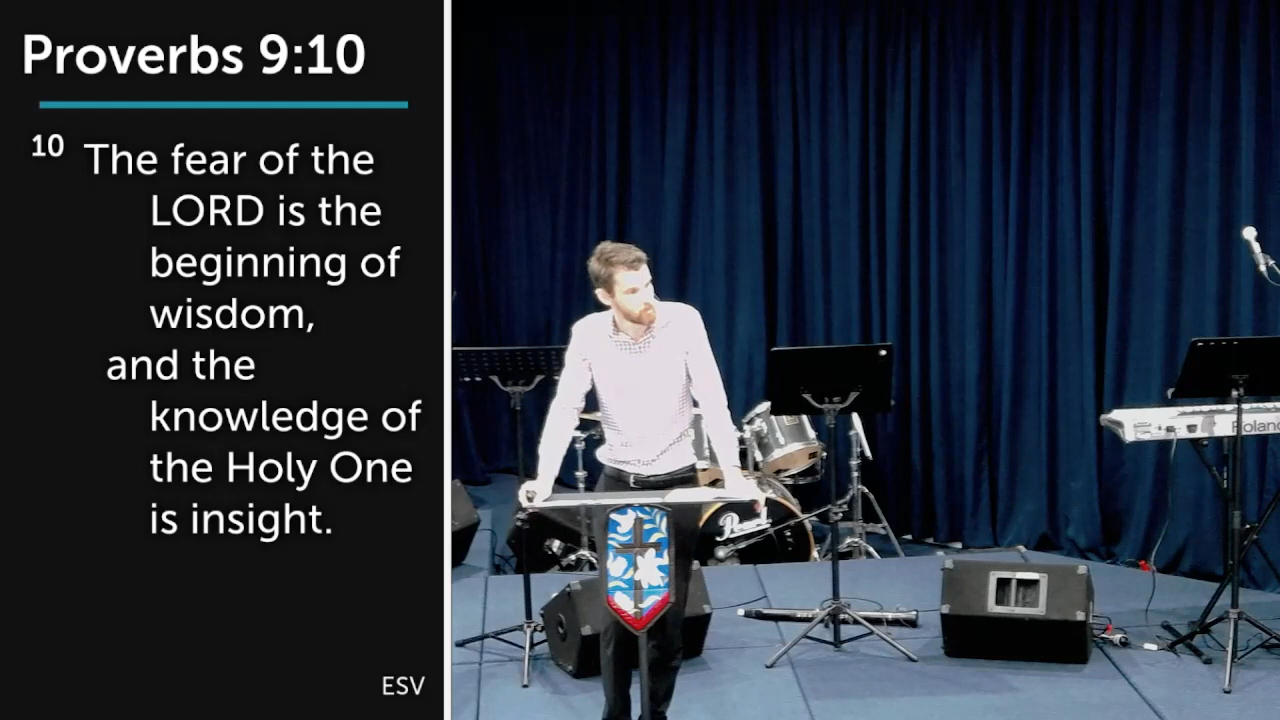 Proverbs 9:10
10 The fear of the
LORD is the
beginning of
wisdom,
and the
knowledge of
the Holy One
is insight.
ESV
Pearl
Roland